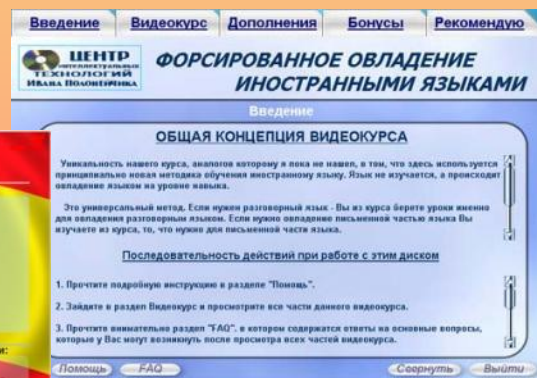 Введение Видеокурс Дополнения Бонусы Рекомендую
ЦЕНТР
ИНТЕЛЛЕКТУАЛЬНЫХ
ТЕХНОЛОГИЙ
ИВАНА ПОЛОНЕЙЧИКА
ФОРСИРОВАННОЕ ОВЛАДЕНИЕ
ИНОСТРАННЫМИ ЯЗЫКАМИ
Введение
ОБЩАЯ КОНЦЕПЦИЯ ВИДЕОКУРСА
Уникальность нашего курса, аналогов которому я пока не нашел, в том, что здесь используется
принципиально новая методика обучения иностранному языку. Язык не изучается, а происходит
овладение языком на уровне навыка.
Это универсальный метод. Если нужен разговорный язык - Вы из курса берете уроки именно
для овладения разговорным языком. Если нужно овладение письменной частью языка Вы
изучаете из курса, то, что нужно для письменной части языка.
Последовательность действий при работе с этим диском
1. Прочтите подробную инструкцию в разделе "Помощь".
2. Зайдите в раздел Видеокурс и просмотрите все части данного видеокурса.
3. Прочтите внимательно раздел "FAQ", в котором содержатся ответы на основные вопросы,
которые у Вас могут возникнуть после просмотра всех частей видеокурса.
и:
Помощь FAQ Свернуть Выйти